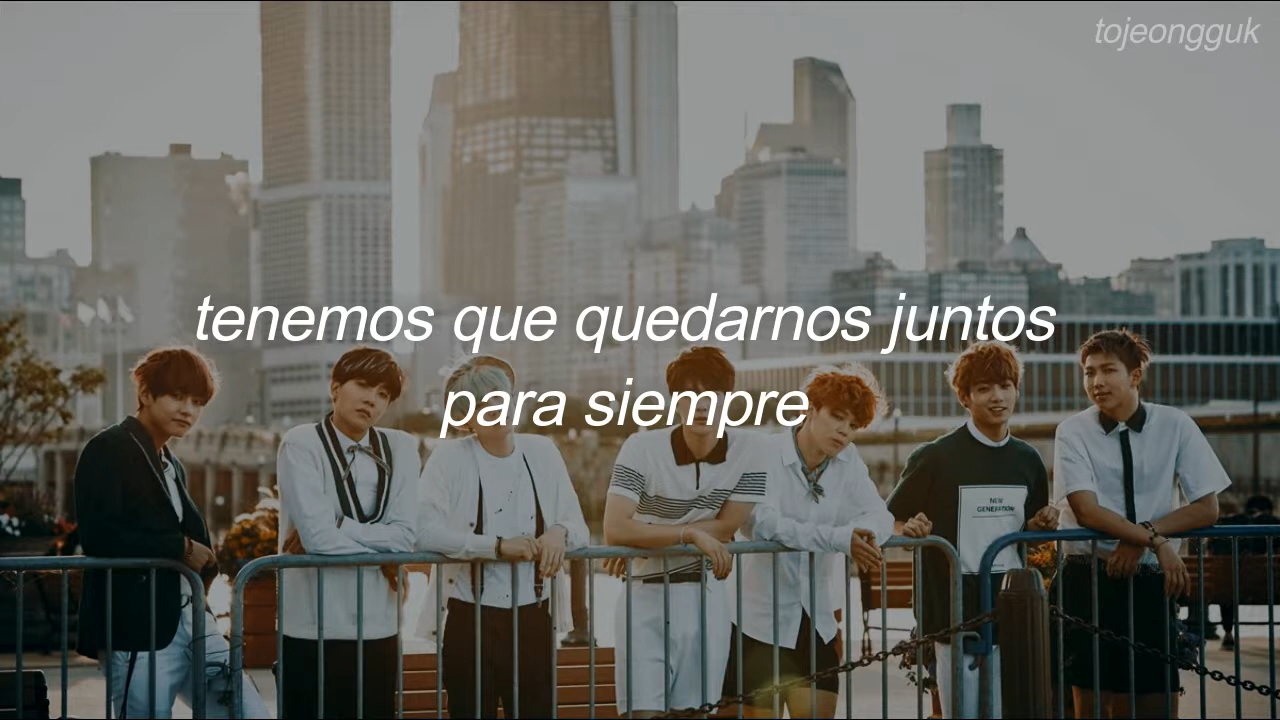 tojeongguk
tenemos que quedarnos juntos
para siempre
NEW
GENERATION